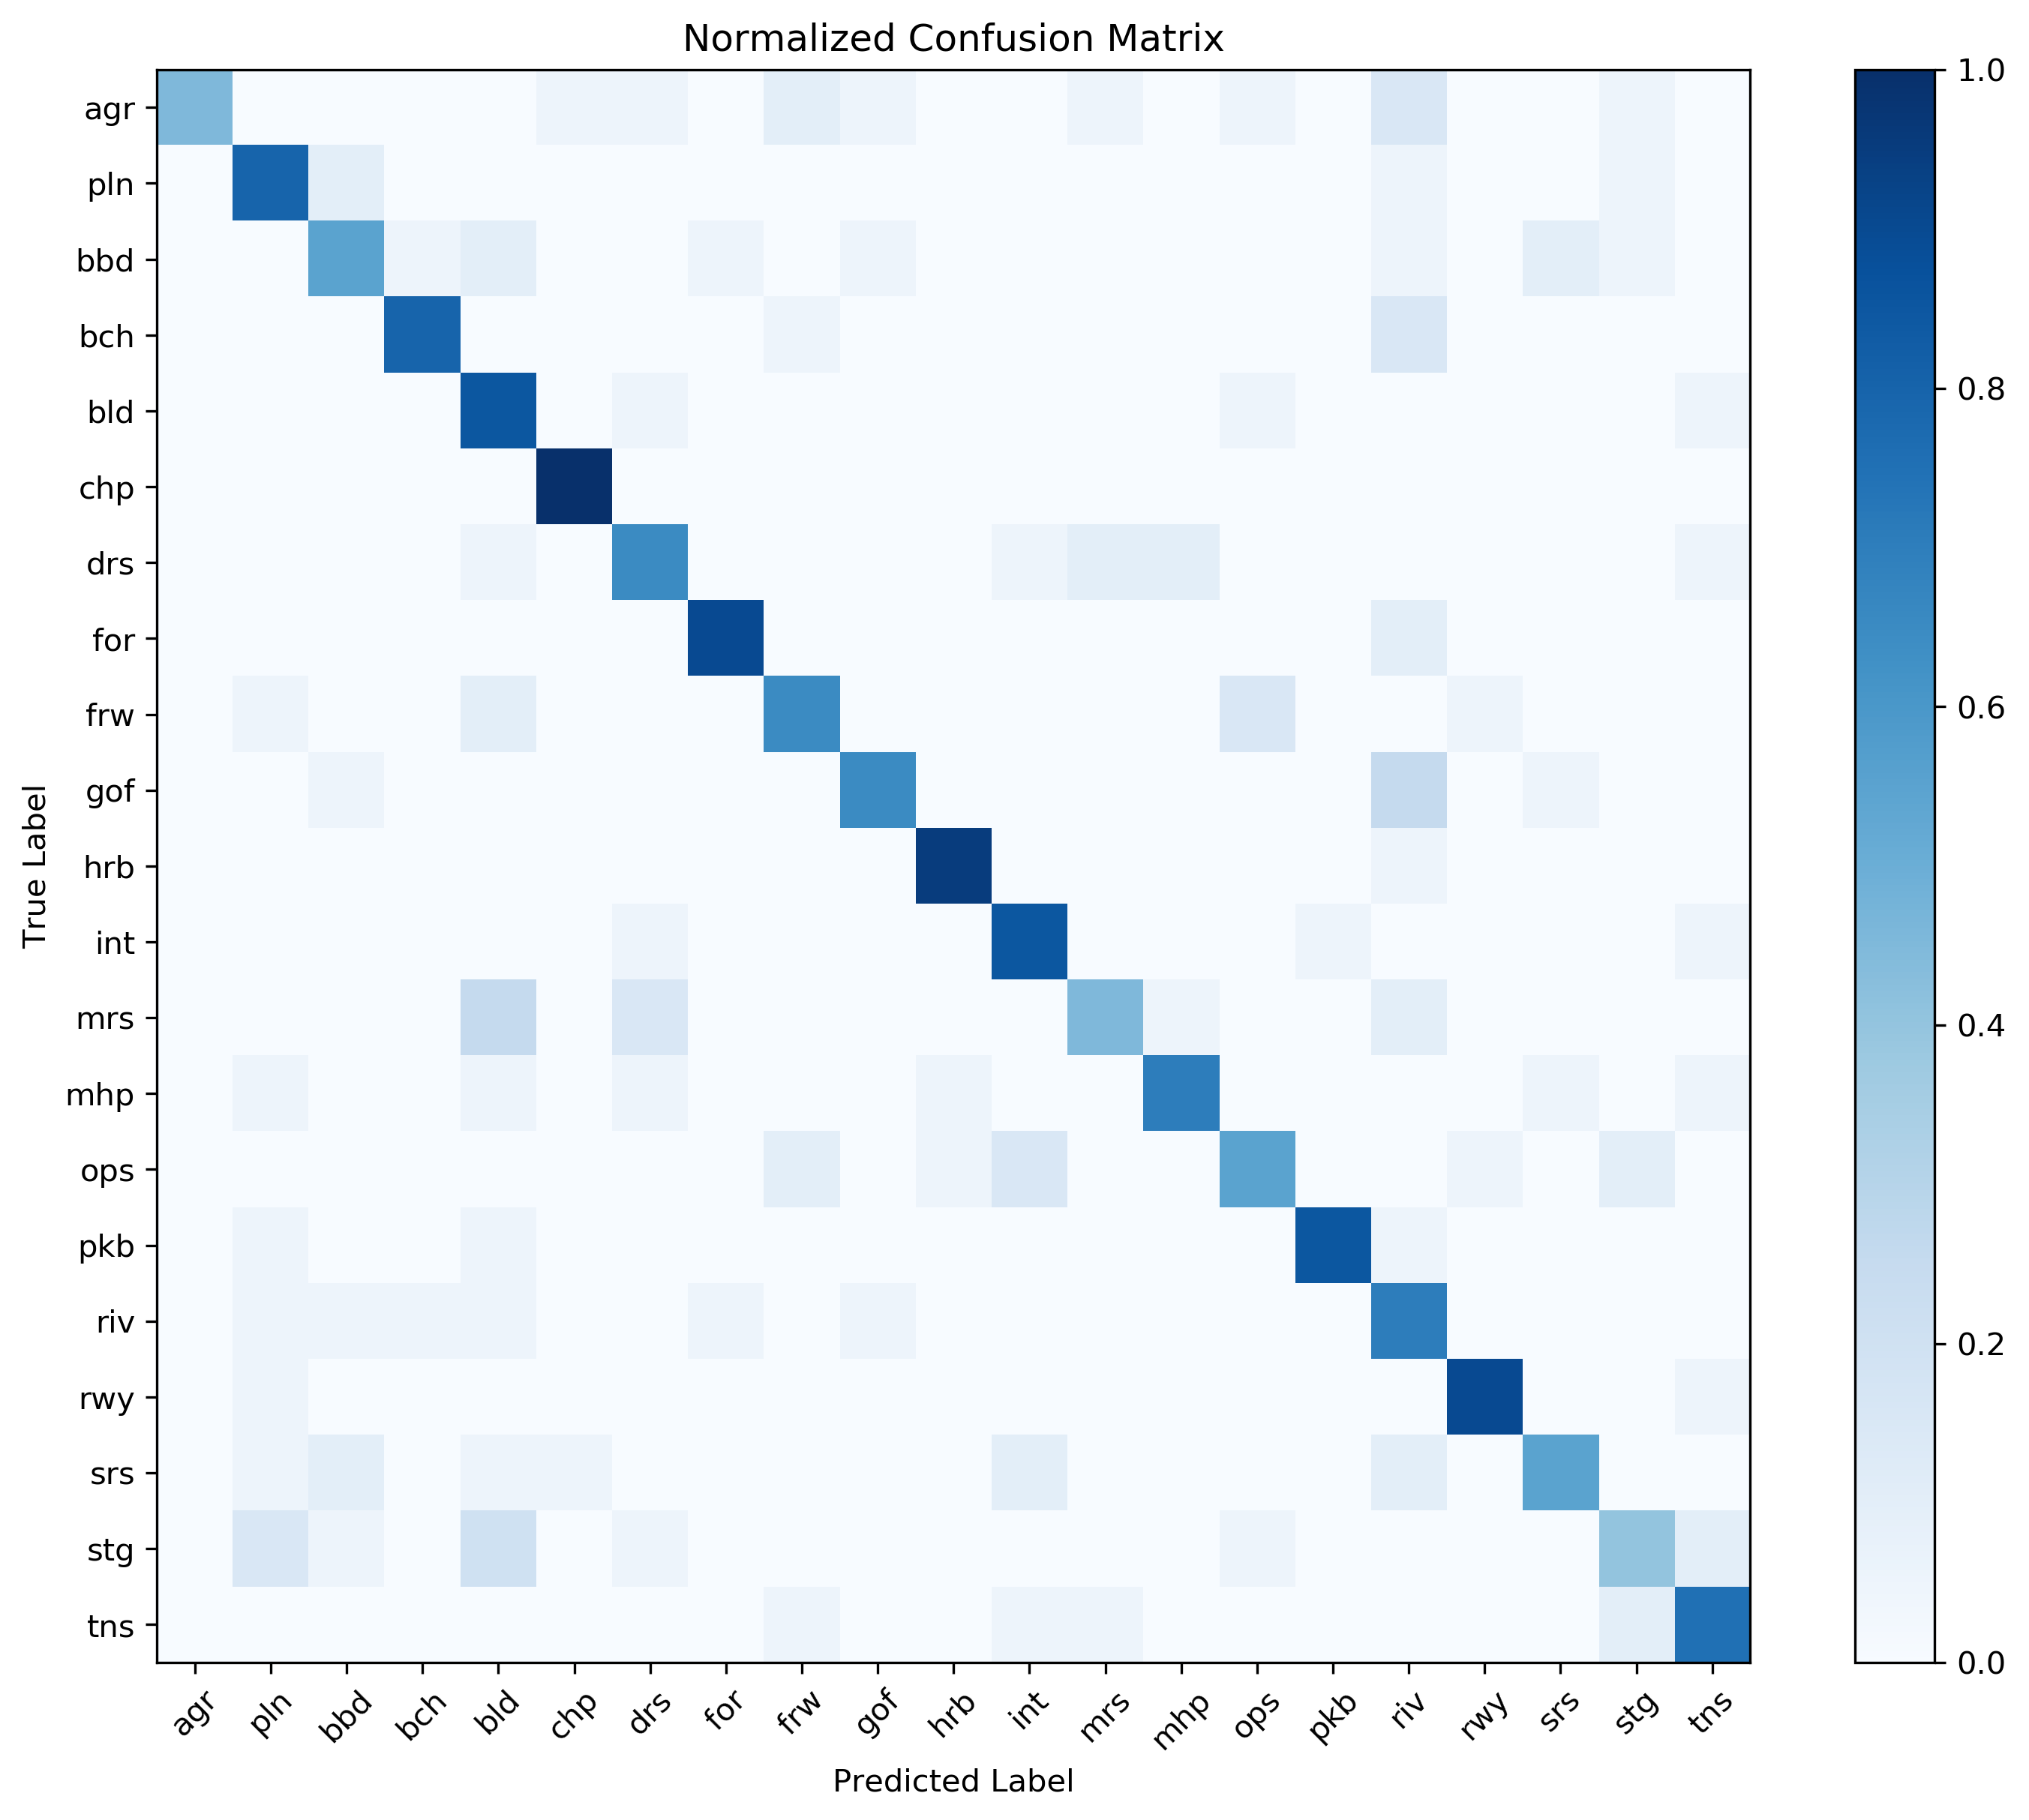 Normalized Confusion Matrix
True Label
agr
pln
bbd
bch
bld
chp
drs
for
frw
gof
hrb
int
mrs
mhp
ops
pkb
riv
rwy
srs
stg
tns
agr pln bbd bch bld chp drs for frw gof hrb int mrs mhp ops pkb riv rwy srs stg tns
Predicted Label
1.0
0.8
0.6
0.4
0.2
0.0